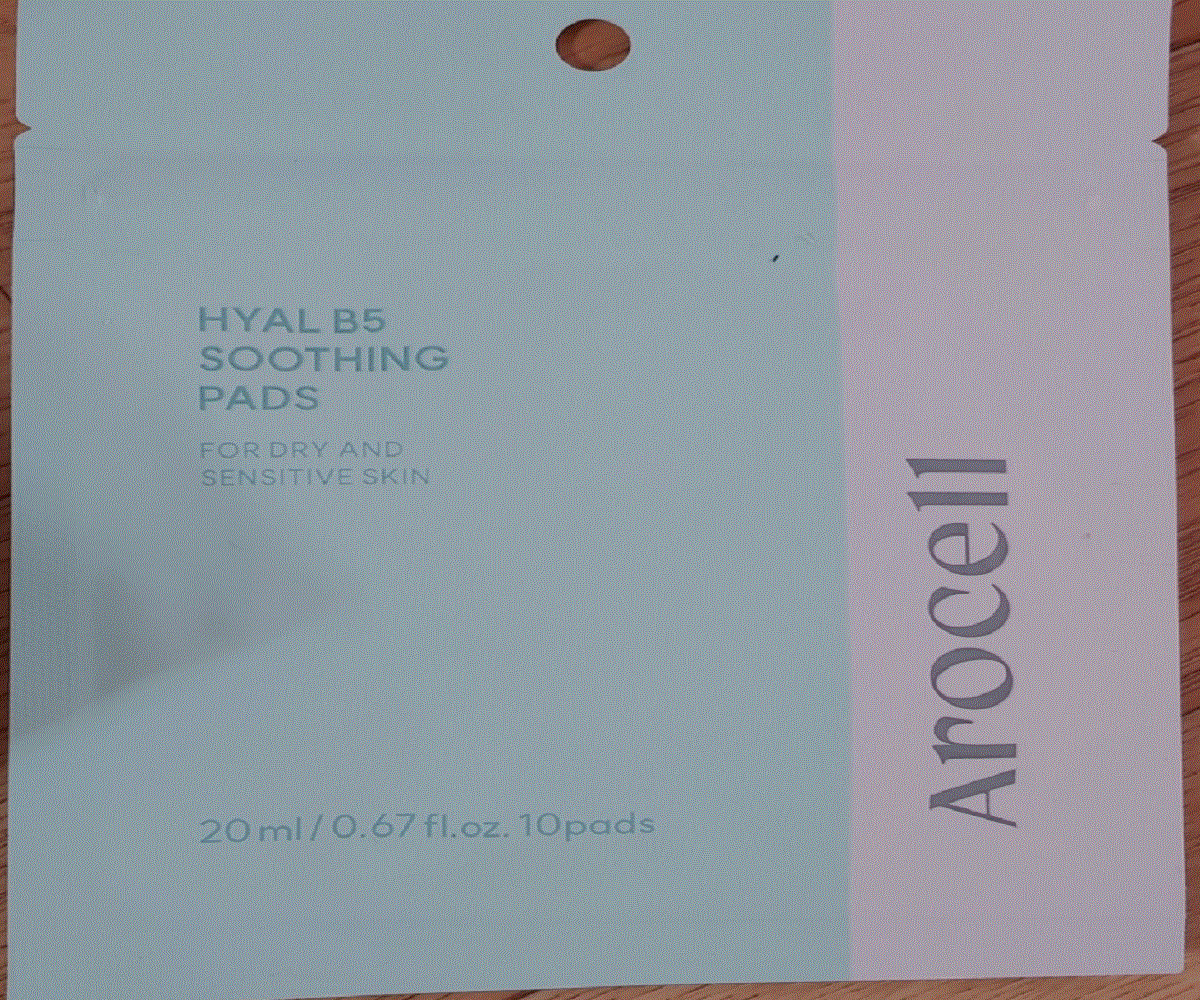 HYAL B5
SOOTHING
PADS
FOR DRY AND
SENSITIVE SKIN
20 ml / 0.67 fl.oz. 10pads
Arocell